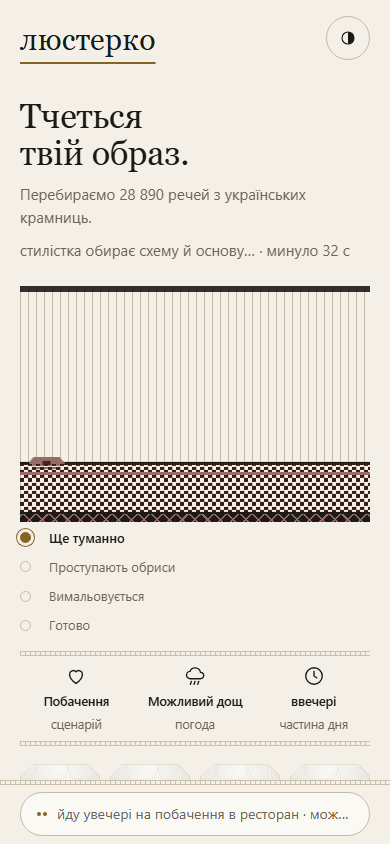 люстерко
Тчеться
твій образ.
Перебираємо 28 890 речей з українських
крамниць.
стилістка обирає схему й основу… · минуло 32 с
Ще туманно
Проступають обриси
Вимальовується
Готово
Побачення
Можливий дощ
ввечері
сценарій
погода
частина дня
йду увечері на побачення в ресторан · мож…